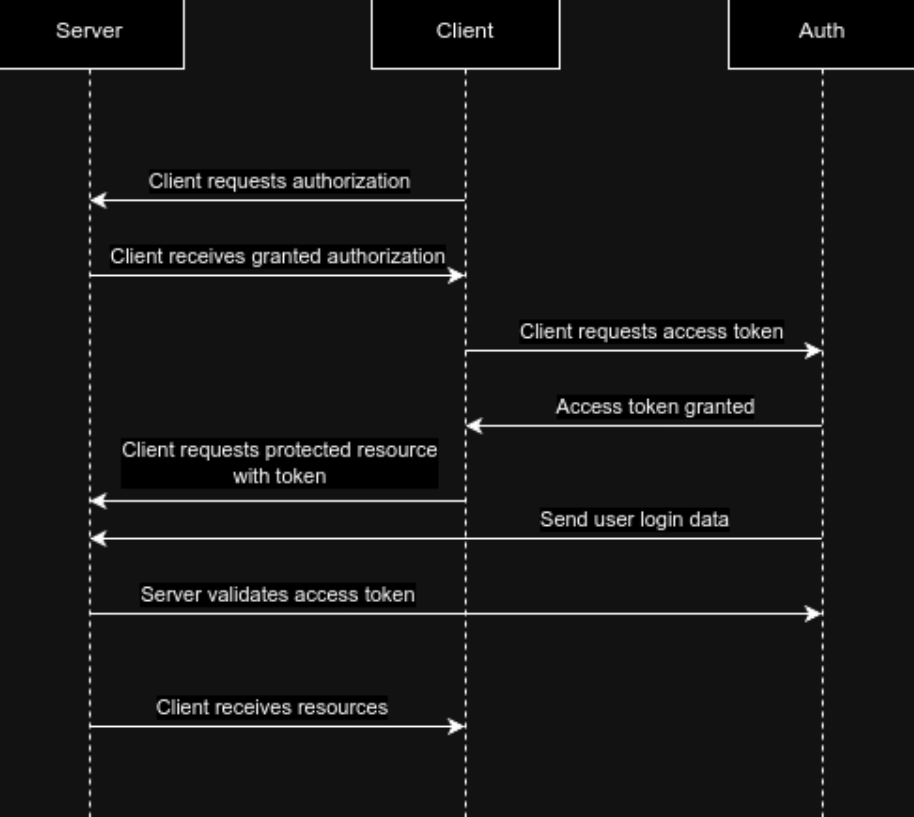 Server
Client
Auth
Client requests authorization
Client receives granted authorization
Client requests access token
Access token granted
Client requests protected resource
with token
Send user login data
Server validates access token
Client receives resources